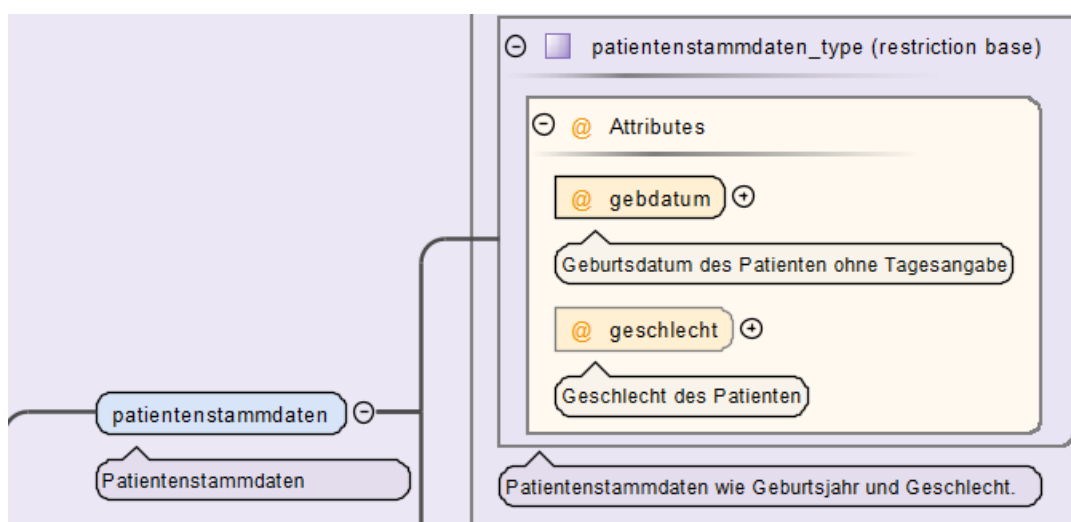 patientenstammdaten_type (restriction base)
@ Attributes
@ gebdatum
Geburtsdatum des Patienten ohne Tagesangabe
@ geschlecht
Geschlecht des Patienten
patientenstammdaten
Patientenstammdaten
Patientenstammdaten wie Geburtsjahr und Geschlecht.